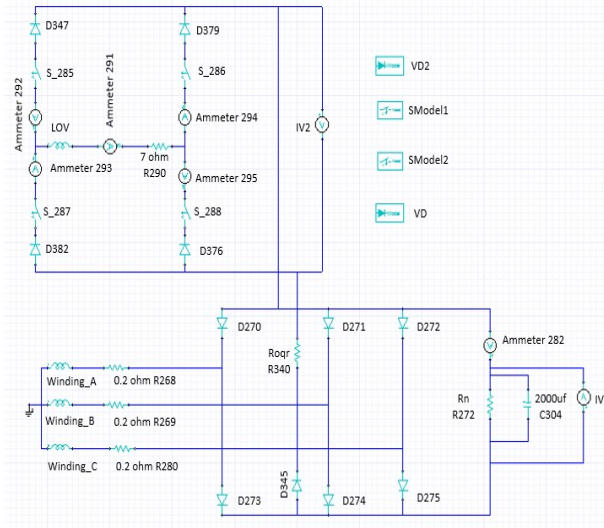 D347
D379
S_285
S_286
Ammeter 291
Ammeter 292
Ammeter 294
LOV
IV2
7 ohm
R290
Ammeter 293
Ammeter 295
S_287
S_288
D382
D376
VD2
SModel1
SModel2
VD
D270
D271
D272
Ammeter 282
Roqr
R340
Winding_A
0.2 ohm R268
Winding_B
0.2 ohm R269
Winding_C
0.2 ohm R280
Rn
R272
2000uf
C304
IV
D345
D273
D274
D275